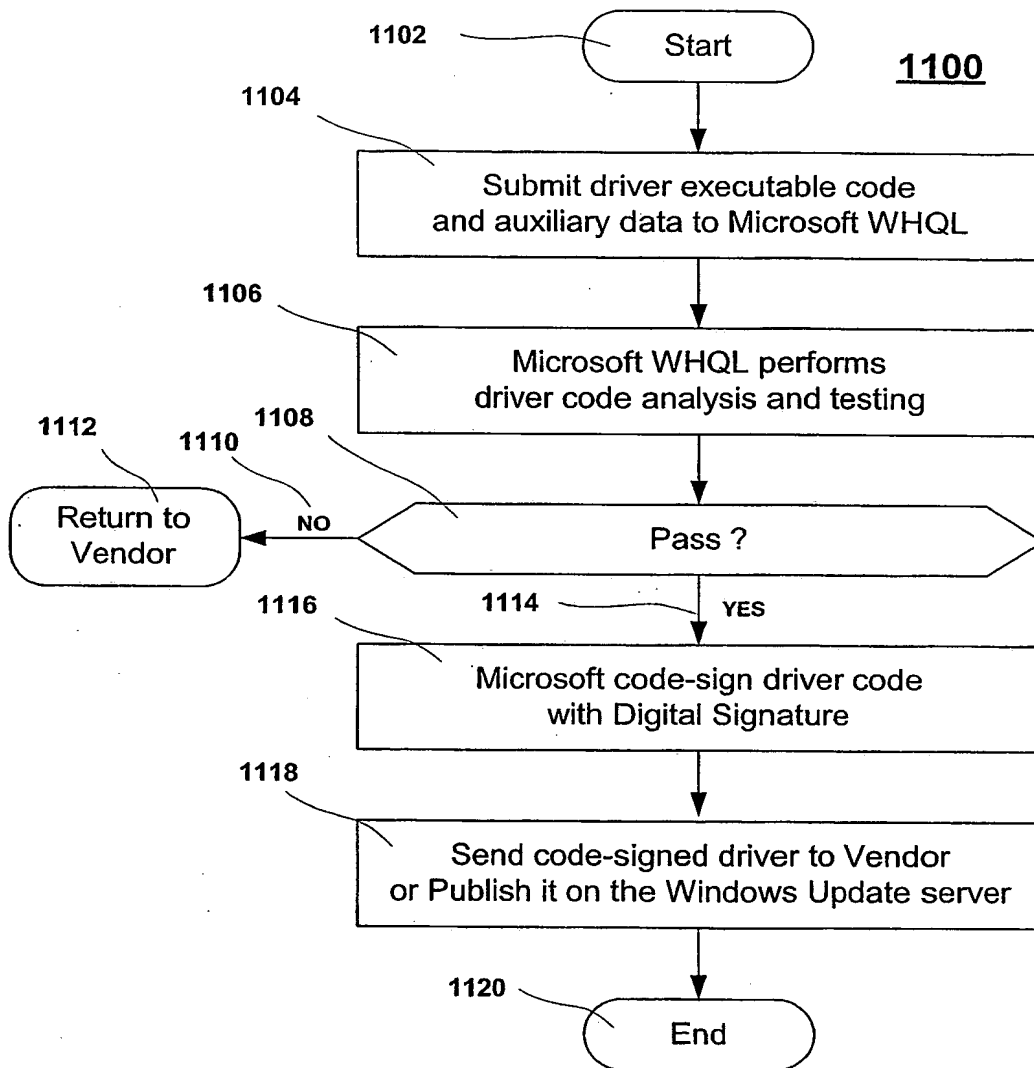 1102
Start
1100
1104
Submit driver executable code
and auxiliary data to Microsoft WHQL
1106
Microsoft WHQL performs
driver code analysis and testing
1108
1112
1110
Return to
Vendor
NO
Pass ?
1114
YES
1116
Microsoft code-sign driver code
with Digital Signature
1118
Send code-signed driver to Vendor
or Publish it on the Windows Update server
1120
End